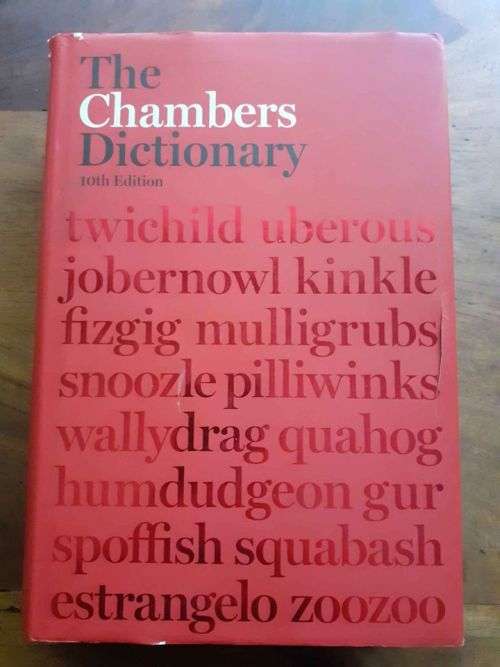 The
Chambers
Dictionary
10th Edition
twichild uberous
jobernowl kinkle
fizgig mulligrubs
snoozle pilliwinks
wallydrag quahog
humdudgeon gur
spoffish squabash
estrangelo zoozoo